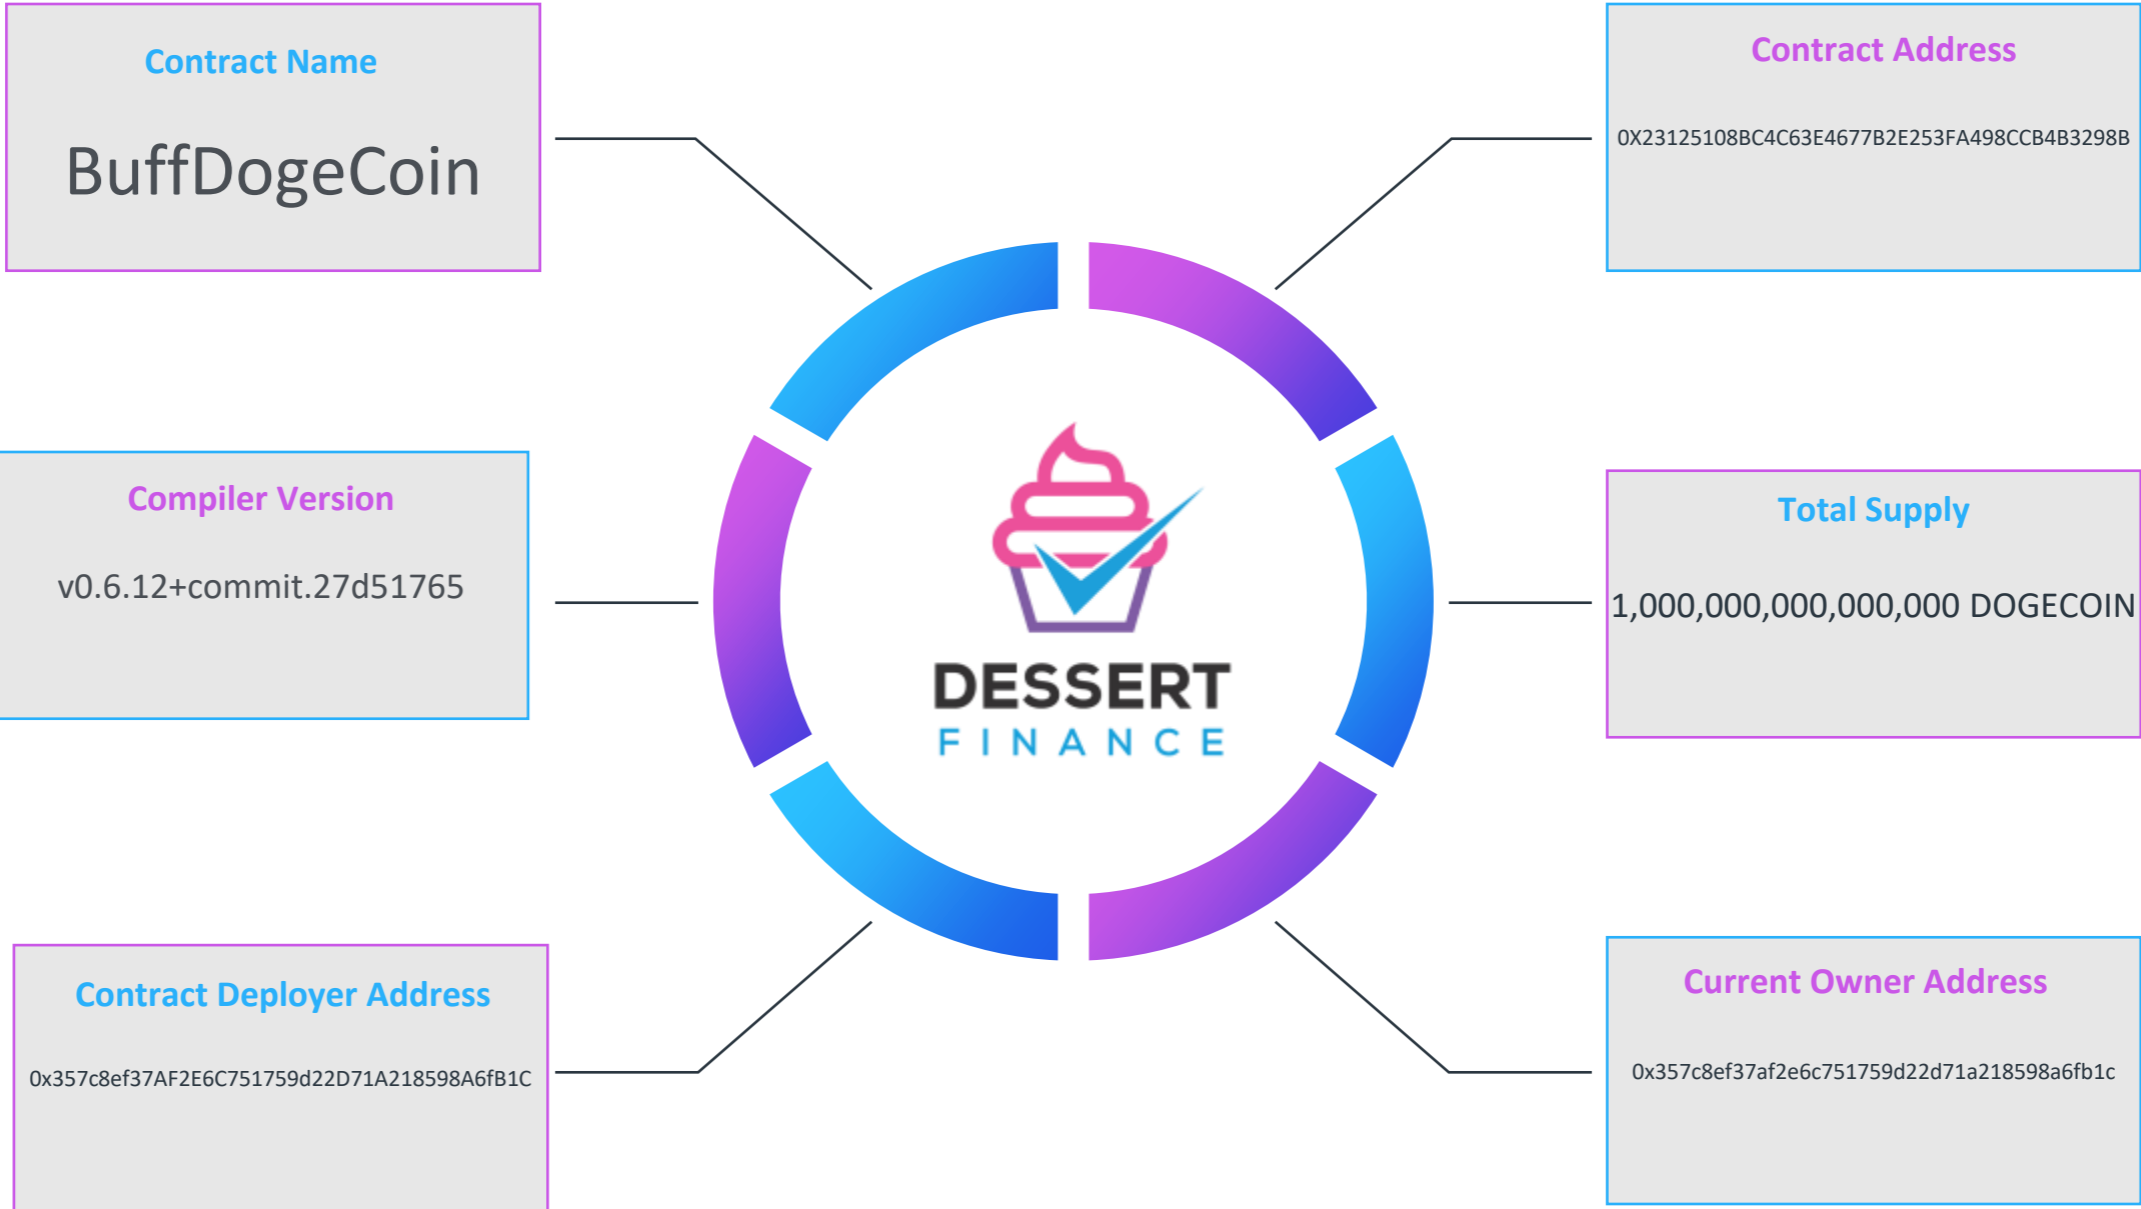 Contract Name
BuffDogeCoin
Contract Address
0X23125108BC4C63E4677B2E253FA498CCB4B3298B
Compiler Version
v0.6.12+commit.27d51765
DESSERT
FINANCE
Total Supply
1,000,000,000,000,000 DOGECOIN
Contract Deployer Address
0x357c8ef37AF2E6C751759d22D71A218598A6fB1C
Current Owner Address
0x357c8ef37af2e6c751759d22d71a218598a6fb1c